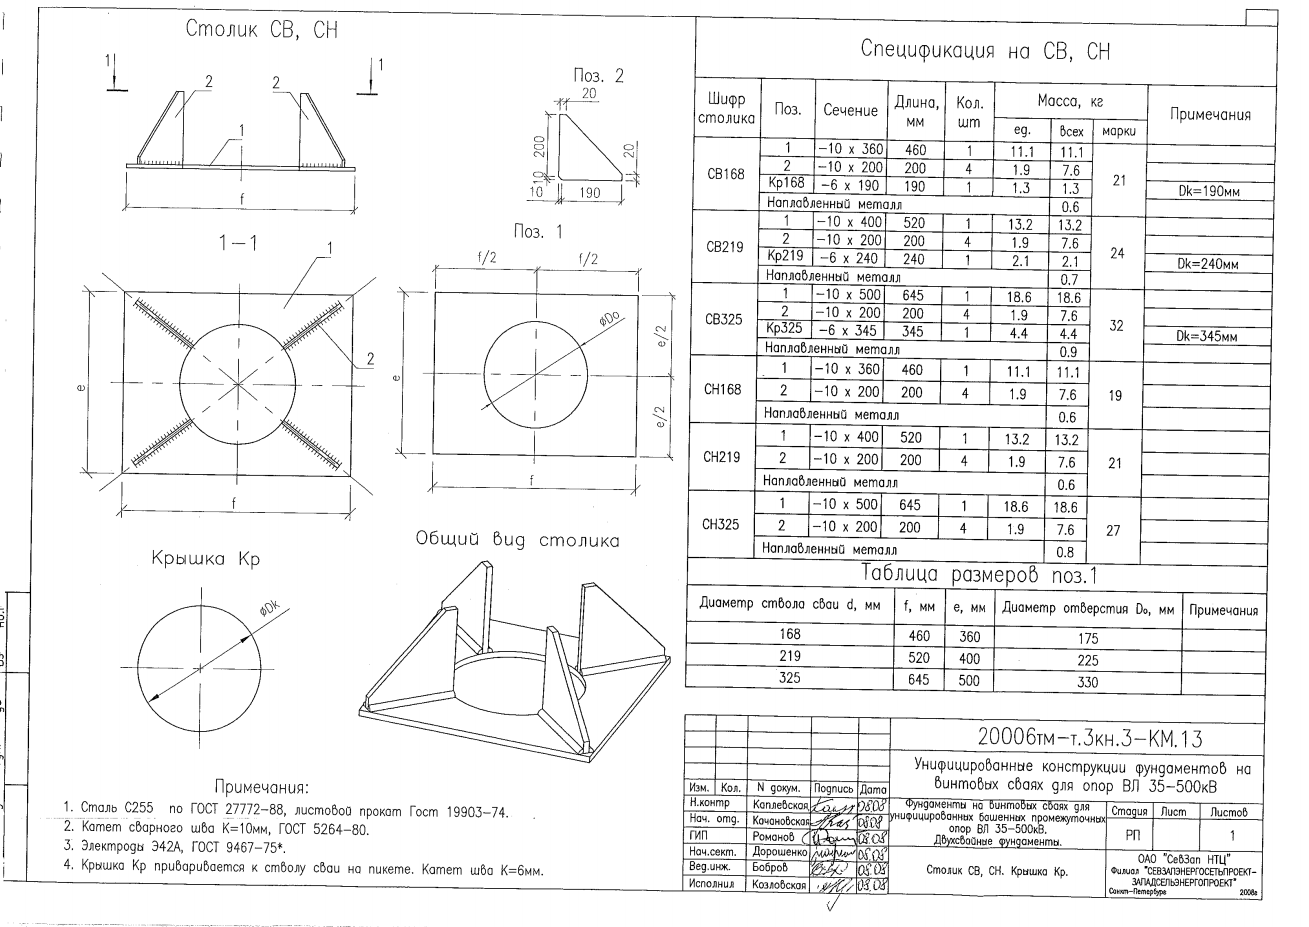 Столик СВ, СН
1
1
2
2
1
f
Поз. 2
20
200
20
10
10
190
1-1
1
2
e
f
Поз. 1
f/2
f/2
⌀Do
e
e/2
e/2
f
Крышка Кр
⌀Dk
Общий вид столика
Примечания:
1. Сталь С255 по ГОСТ 27772-88, листовой прокат Гост 19903-74.
2. Катет сварного шва К=10мм, ГОСТ 5264-80.
3. Электроды Э42А, ГОСТ 9467-75*.
4. Крышка Кр приваривается к стволу сваи на пикете. Катет шва К=6мм.
Спецификация на СВ, СН
Шифр столика Поз. Сечение Длина, мм Кол. шт Масса, кг Примечания
ед. всех марки
СВ168 21
1 -10 x 360 460 1 11.1 11.1
2 -10 x 200 200 4 1.9 7.6
Кр168 -6 x 190 190 1 1.3 1.3 Dk=190мм
Наплавленный металл 0.6
СВ219 24
1 -10 x 400 520 1 13.2 13.2
2 -10 x 200 200 4 1.9 7.6
Кр219 -6 x 240 240 1 2.1 2.1 Dk=240мм
Наплавленный металл 0.7
СВ325 32
1 -10 x 500 645 1 18.6 18.6
2 -10 x 200 200 4 1.9 7.6
Кр325 -6 x 345 345 1 4.4 4.4 Dk=345мм
Наплавленный металл 0.9
СН168 19
1 -10 x 360 460 1 11.1 11.1
2 -10 x 200 200 4 1.9 7.6
Наплавленный металл 0.6
СН219 21
1 -10 x 400 520 1 13.2 13.2
2 -10 x 200 200 4 1.9 7.6
Наплавленный металл 0.6
СН325 27
1 -10 x 500 645 1 18.6 18.6
2 -10 x 200 200 4 1.9 7.6
Наплавленный металл 0.8
Таблица размеров поз.1
Диаметр ствола сваи d, мм f, мм e, мм Диаметр отверстия Do, мм Примечания
168 460 360 175
219 520 400 225
325 645 500 330
20006тм-т.3кн.3-КМ.13
Унифицированные конструкции фундаментов на
винтовых сваях для опор ВЛ 35-500кВ
Изм. Кол. N докум. Подпись Дата
Н.контр Каплевская 08.08
Нач. отд. Качановская 08.08
ГИП Романов 08.08
Нач.сект. Дорошенко 08.08
Вед.инж. Бобров 08.08
Исполнил Козловская 08.08
Фундаменты на винтовых сваях для
унифицированных башенных промежуточных
опор ВЛ 35-500кВ.
Двухсвайные фундаменты.
Стадия Лист Листов
РП 1
Столик СВ, СН. Крышка Кр.
ОАО "СевЗап НТЦ"
Филиал "СЕВЗАПЭНЕРГОСЕТЬПРОЕКТ-
ЗАПАДСЕЛЬЭНЕРГОПРОЕКТ"
Санкт-Петербург 2008г